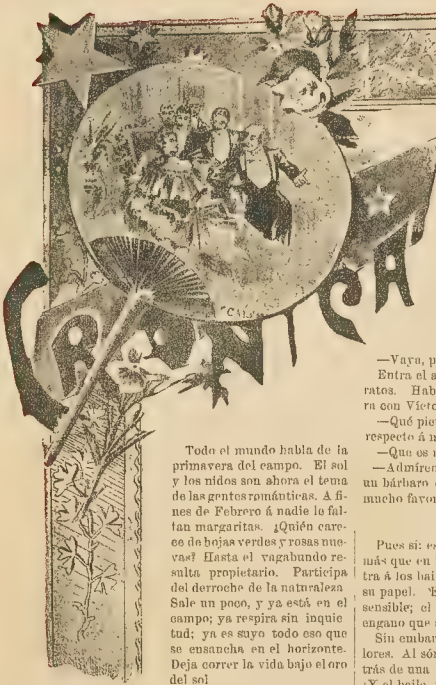 CRÓNICA
Todo el mundo habla de la
primavera del campo. El sol
y los nidos son ahora el tema
de las gentes románticas. A fi-
nes de Febrero á nadie le fal-
tan margaritas. ¿Quién care-
ce de hojas verdes y rosas nue-
vas? Hasta el vagabundo re-
sulta propietario. Participa
del derroche de la naturaleza
Sale un poco, y ya está en el
campo; ya respira sin inquie
tud; ya es suyo todo eso que
se ensancha en el horizonte.
Deja correr la vida bajo el oro
del sol
—Vaya, p
Entra el a
ratos. Hab
ra con Victo
—Qué pie
respecto á n
—Que es
—Admiren
un bárbaro
mucho favor
Pues si: es
más que en
tra á los bai
su papel. E
sensible; el
engano que
Sin embar
lores. Al són
trás de una
¿Y el baile